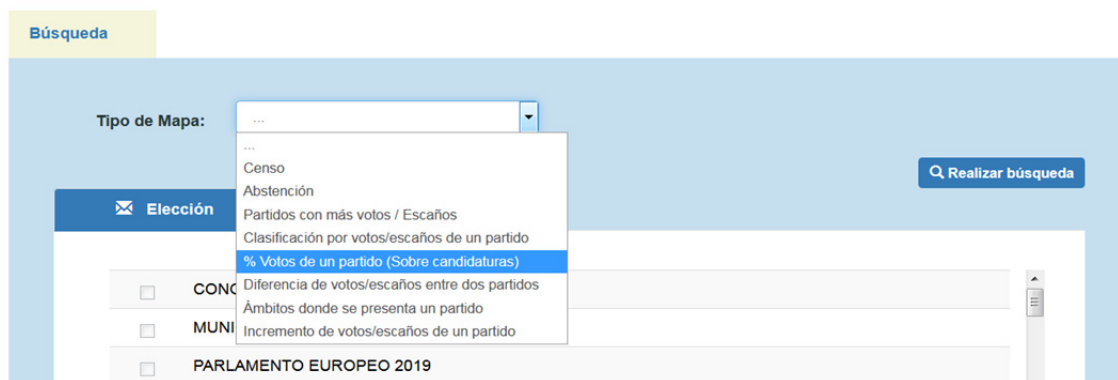 Búsqueda
Tipo de Mapa:
...
...
Censo
Abstención
Partidos con más votos / Escaños
Clasificación por votos/escaños de un partido
% Votos de un partido (Sobre candidaturas)
Diferencia de votos/escaños entre dos partidos
Ámbitos donde se presenta un partido
Incremento de votos/escaños de un partido
Realizar búsqueda
Elección
CONG
MUNI
PARLAMENTO EUROPEO 2019